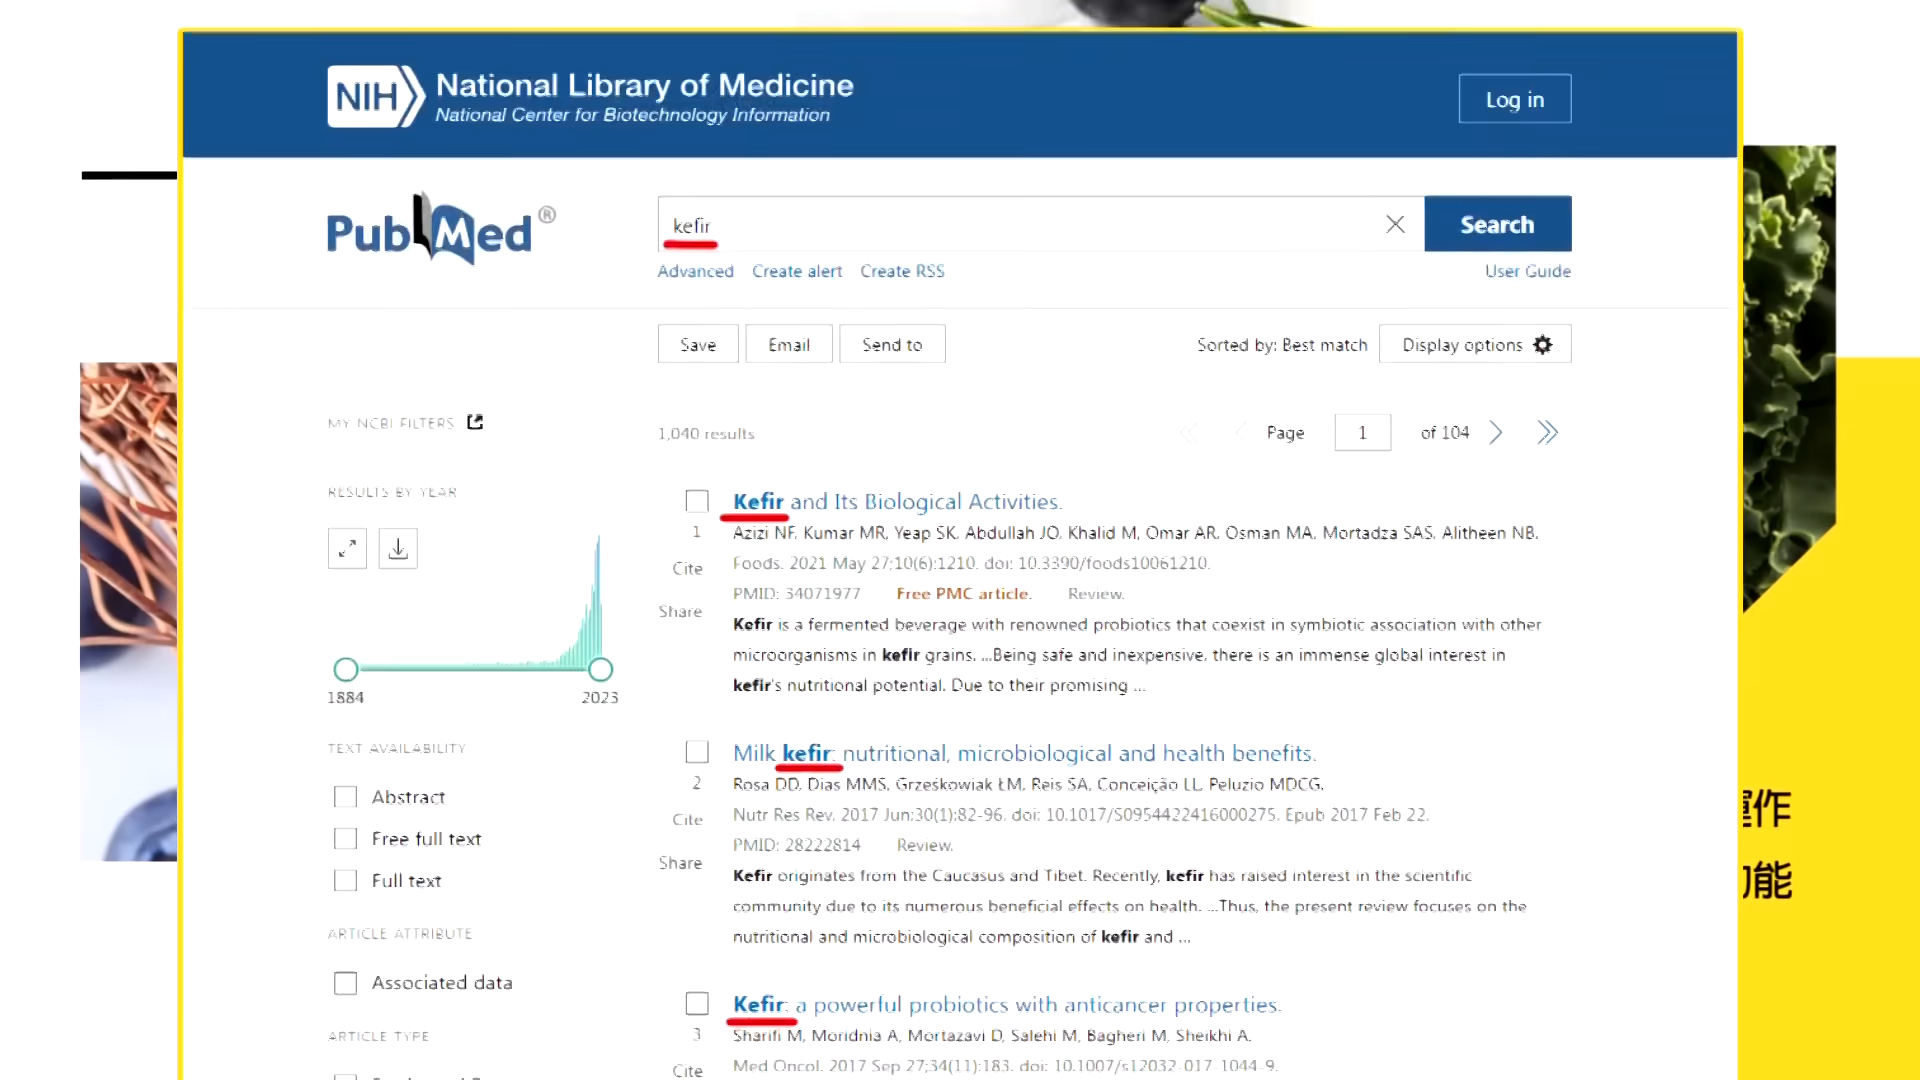 NIH National Library of Medicine
National Center for Biotechnology Information
Log in
PubMed®
kefir
Search
Advanced Create alert Create RSS
User Guide
Save Email Send to
Sorted by: Best match
Display options
MY NCBI FILTERS
1,040 results
Page 1 of 104
RESULTS BY YEAR
1884 2023
TEXT AVAILABILITY
Abstract
Free full text
Full text
ARTICLE ATTRIBUTE
Associated data
ARTICLE TYPE
Kefir and Its Biological Activities.
1
Azizi NF, Kumar MR, Yeap SK, Abdullah JO, Khalid M, Omar AR, Osman MA, Mortadza SAS, Alitheen NB.
Cite
Foods. 2021 May 27;10(6):1210. doi: 10.3390/foods10061210.
PMID: 34071977 Free PMC article. Review.
Share
Kefir is a fermented beverage with renowned probiotics that coexist in symbiotic association with other
microorganisms in kefir grains. ...Being safe and inexpensive, there is an immense global interest in
kefir's nutritional potential. Due to their promising ...
Milk kefir: nutritional, microbiological and health benefits.
2
Rosa DD, Dias MMS, Grześkowiak ŁM, Reis SA, Conceição LL, Peluzio MDCG.
Cite
Nutr Res Rev. 2017 Jun;30(1):82-96. doi: 10.1017/S0954422416000275. Epub 2017 Feb 22.
PMID: 28222814 Review.
Share
Kefir originates from the Caucasus and Tibet. Recently, kefir has raised interest in the scientific
community due to its numerous beneficial effects on health. ...Thus, the present review focuses on the
nutritional and microbiological composition of kefir and ...
Kefir: a powerful probiotics with anticancer properties.
3
Sharifi M, Moridnia A, Mortazavi D, Salehi M, Bagheri M, Sheikhi A.
Cite
Med Oncol. 2017 Sep 27;34(11):183. doi: 10.1007/s12032-017-1044-9.
作
能